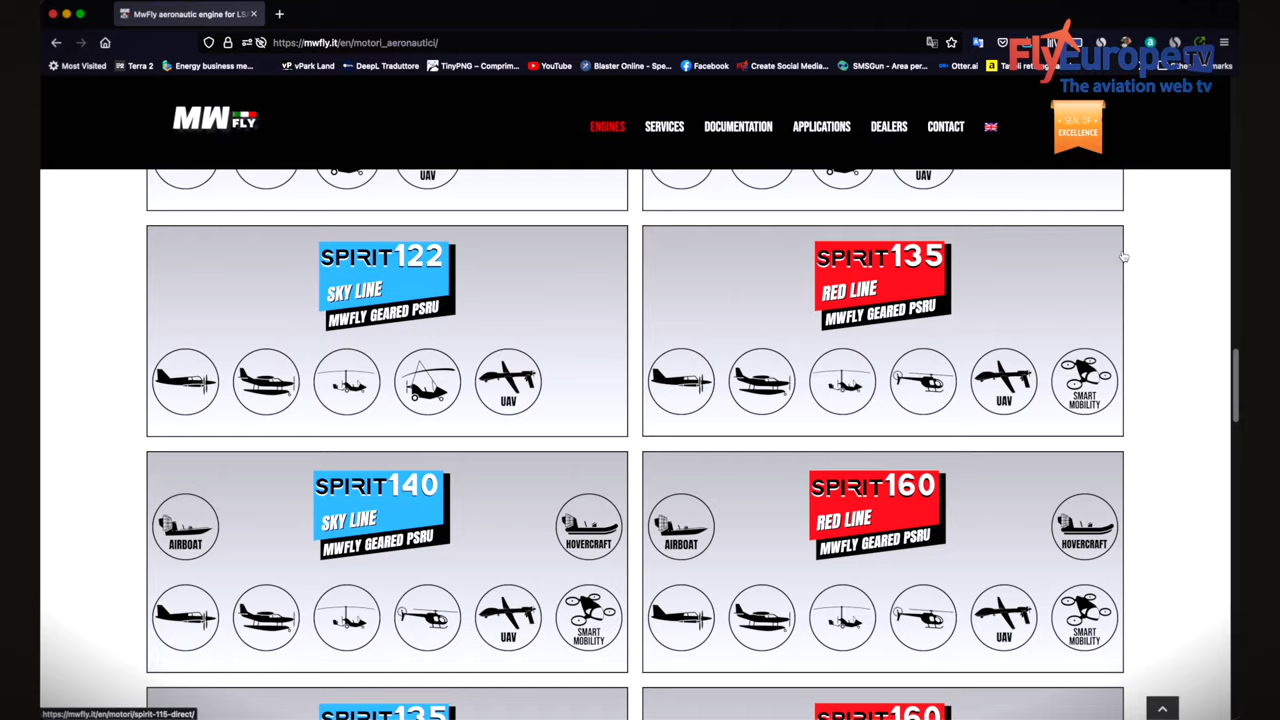 MwFly aeronautic engine for LSA
https://mwfly.it/en/motori_aeronautici/
FlyEurope TV
The aviation web tv
Most Visited
Terra 2
Energy business me...
vPark Land
DeepL Traduttore
TinyPNG – Comprim...
YouTube
Blaster Online - Spe...
Facebook
Create Social Media...
SMSGun - Area per...
Otter.ai
MW FLY
ENGINES
SERVICES
DOCUMENTATION
APPLICATIONS
DEALERS
CONTACT
SEAL OF
EXCELLENCE
UAV
UAV
SPIRIT122
SKY LINE
MWFLY GEARED PSRU
UAV
SPIRIT135
RED LINE
MWFLY GEARED PSRU
UAV
SMART
MOBILITY
SPIRIT140
SKY LINE
MWFLY GEARED PSRU
AIRBOAT
HOVERCRAFT
UAV
SMART
MOBILITY
SPIRIT160
RED LINE
MWFLY GEARED PSRU
AIRBOAT
HOVERCRAFT
UAV
SMART
MOBILITY
SPIRIT135
SPIRIT160
https://mwfly.it/en/motori/spirit-115-direct/